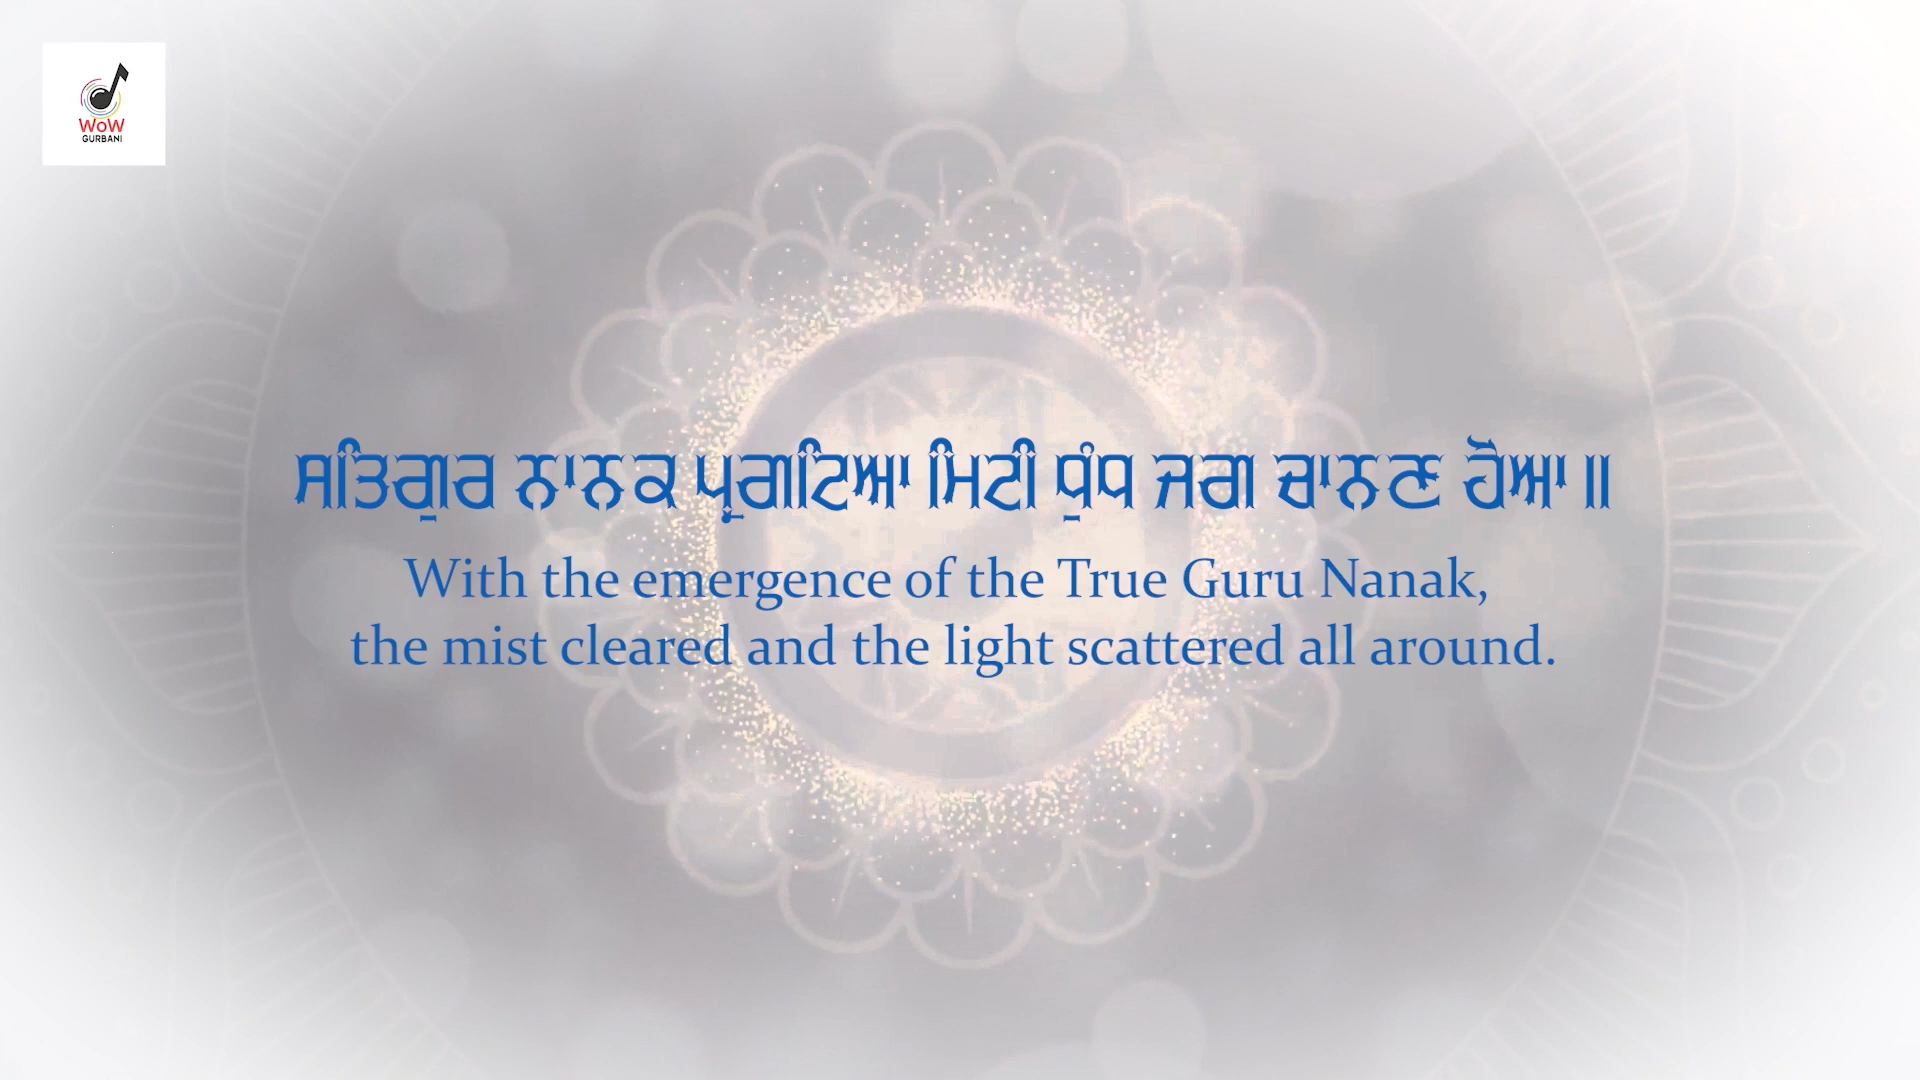 WoW
GURBANI
ਸਤਿਗੁਰ ਨਾਨਕ ਪ੍ਰਗਟਿਆ ਮਿਟੀ ਧੁੰਧ ਜਗ ਚਾਨਣ ਹੋਆ ॥
With the emergence of the True Guru Nanak,
the mist cleared and the light scattered all around.